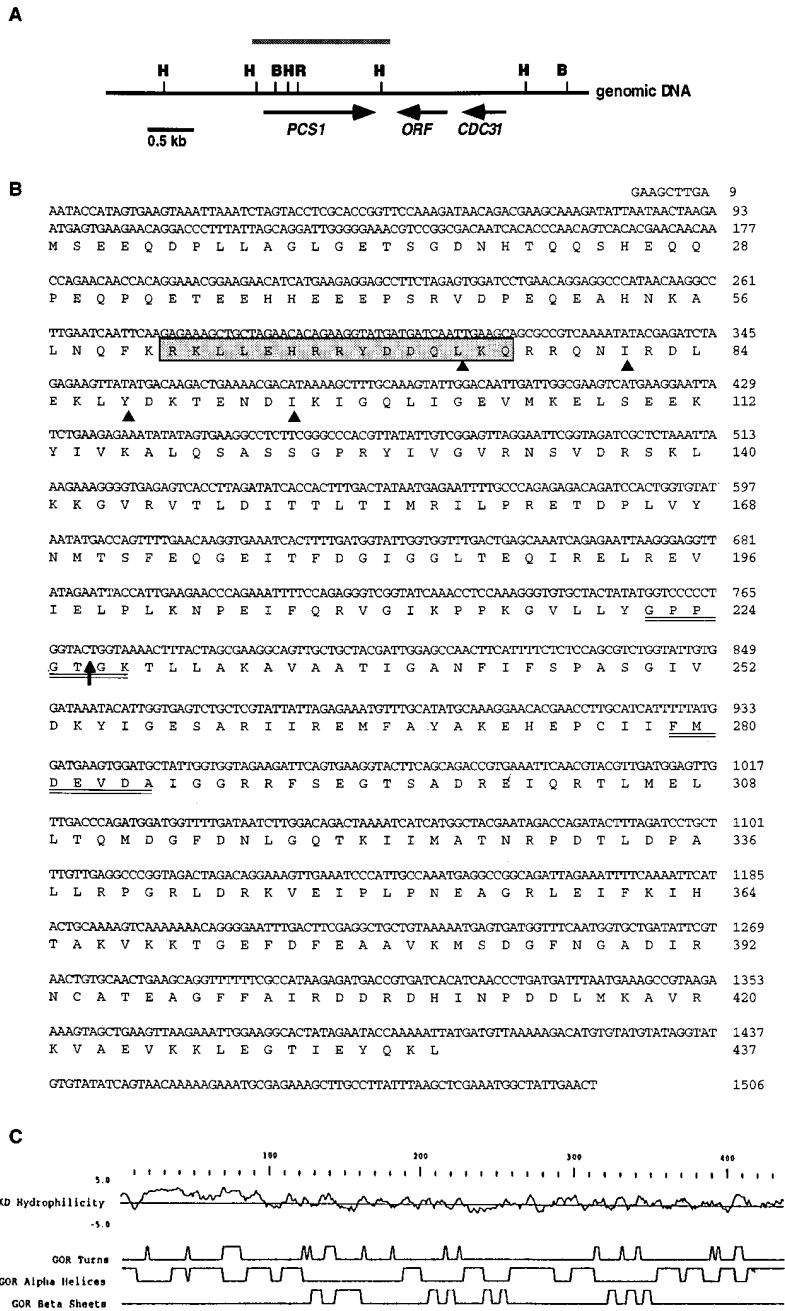 A
H H B H R H H B
genomic DNA
PCS1 ORF CDC31
0.5 kb
B
GAAGCTTGA 9
AATACCATAGTGAAGTAAATTAAATCTAGTACCTCGCACCGGTTCCAAAGATAACAGACGAAGCAAAGATATTAATAACTAAGA 93
ATGAGTGAAGAACAGGACCCTTTATTAGCAGGATTGGGGGAAACGTCCGGCGACAATCACACCCAACAGTCACACGAACAACAA 177
M S E E Q D P L L A G L G E T S G D N H T Q Q S H E Q Q 28
CCAGAACAACCACAGGAAACGGAAGAACATCATGAAGAGGAGCCTTCTAGAGTGGATCCTGAACAGGAGGCCCATAACAAGGCC 261
P E Q P Q E T E E H H E E E P S R V D P E Q E A H N K A 56
TTGAATCAATTCAAGAGAAAGCTGCTAGAACACAGAAGGTATGATGATCAATTGAAGCAGCGCCGTCAAAATATACGAGATCTA 345
L N Q F K R K L L E H R R Y D D Q L K Q R R Q N I R D L 84
GAGAAGTTATATGACAAGACTGAAAACGACATAAAAGCTTTGCAAAGTATTGGACAATTGATTGGCGAAGTCATGAAGGAATTA 429
E K L Y D K T E N D I K I G Q L I G E V M K E L S E E K 112
TCTGAAGAGAAATATATAGTGAAGGCCTCTTCGGGCCCACGTTATATTGTCGGAGTTAGGAATTCGGTAGATCGCTCTAAATTA 513
Y I V K A L Q S A S S G P R Y I V G V R N S V D R S K L 140
AAGAAAGGGGTGAGAGTCACCTTAGATATCACCACTTTGACTATAATGAGAATTTTGCCCAGAGAGACAGATCCACTGGTGTAT 597
K K G V R V T L D I T T L T I M R I L P R E T D P L V Y 168
AATATGACCAGTTTTGAACAAGGTGAAATCACTTTTGATGGTATTGGTGGTTTGACTGAGCAAATCAGAGAATTAAGGGAGGTT 681
N M T S F E Q G E I T F D G I G G L T E Q I R E L R E V 196
ATAGAATTACCATTGAAGAACCCAGAAATTTTCCAGAGGGTCGGTATCAAACCTCCAAAGGGTGTGCTACTATATGGTCCCCCT 765
I E L P L K N P E I F Q R V G I K P P K G V L L Y G P P 224
GGTACTGGTAAAACTTTACTAGCGAAGGCAGTTGCTGCTACGATTGGAGCCAACTTCATTTTCTCTCCAGCGTCTGGTATTGTG 849
G T G K T L L A K A V A A T I G A N F I F S P A S G I V 252
GATAAATACATTGGTGAGTCTGCTCGTATTATTAGAGAAATGTTTGCATATGCAAAGGAACACGAACCTTGCATCATTTTTATG 933
D K Y I G E S A R I I R E M F A Y A K E H E P C I I F M 280
GATGAAGTGGATGCTATTGGTGGTAGAAGATTCAGTGAAGGTACTTCAGCAGACCGTGAAATTCAACGTACGTTGATGGAGTTG 1017
D E V D A I G G R R F S E G T S A D R E I Q R T L M E L 308
TTGACCCAGATGGATGGTTTTGATAATCTTGGACAGACTAAAATCATCATGGCTACGAATAGACCAGATACTTTAGATCCTGCT 1101
L T Q M D G F D N L G Q T K I I M A T N R P D T L D P A 336
TTGTTGAGGCCCGGTAGACTAGACAGGAAAGTTGAAATCCCATTGCCAAATGAGGCCGGCAGATTAGAAATTTTCAAAATTCAT 1185
L L R P G R L D R K V E I P L P N E A G R L E I F K I H 364
ACTGCAAAAGTCAAAAAAACAGGGGAATTTGACTTCGAGGCTGCTGTAAAAATGAGTGATGGTTTCAATGGTGCTGATATTCGT 1269
T A K V K K T G E F D F E A A V K M S D G F N G A D I R 392
AACTGTGCAACTGAAGCAGGTTTTTTCGCCATAAGAGATGACCGTGATCACATCAACCCTGATGATTTAATGAAAGCCGTAAGA 1353
N C A T E A G F F A I R D D R D H I N P D D L M K A V R 420
AAAGTAGCTGAAGTTAAGAAATTGGAAGGCACTATAGAATACCAAAAATTATGATGTTAAAAAGACATGTGTATGTATAGGTAT 1437
K V A E V K K L E G T I E Y Q K L 437
GTGTATATCAGTAACAAAAAGAAATGCGAGAAAGCTTGCCTTATTTAAGCTCGAAATGGCTATTGAACT 1506
C
100 200 300 400
5.0
KD Hydrophilicity
-5.0
GOR Turns
GOR Alpha Helices
GOR Beta Sheets